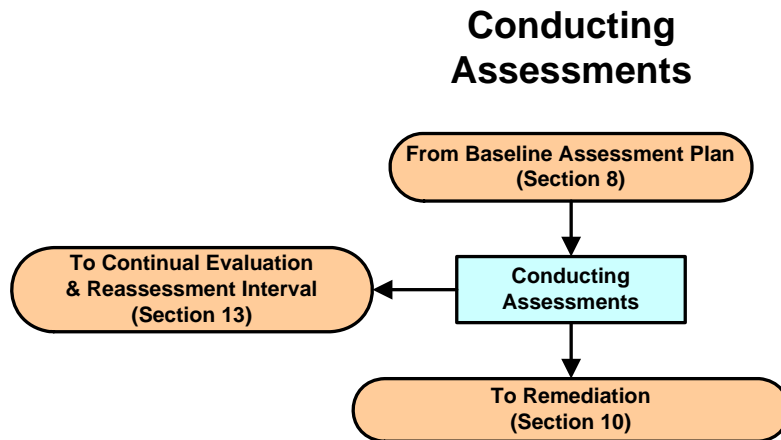 Conducting
Assessments
From Baseline Assessment Plan
(Section 8)
To Continual Evaluation
& Reassessment Interval
(Section 13)
Conducting
Assessments
To Remediation
(Section 10)